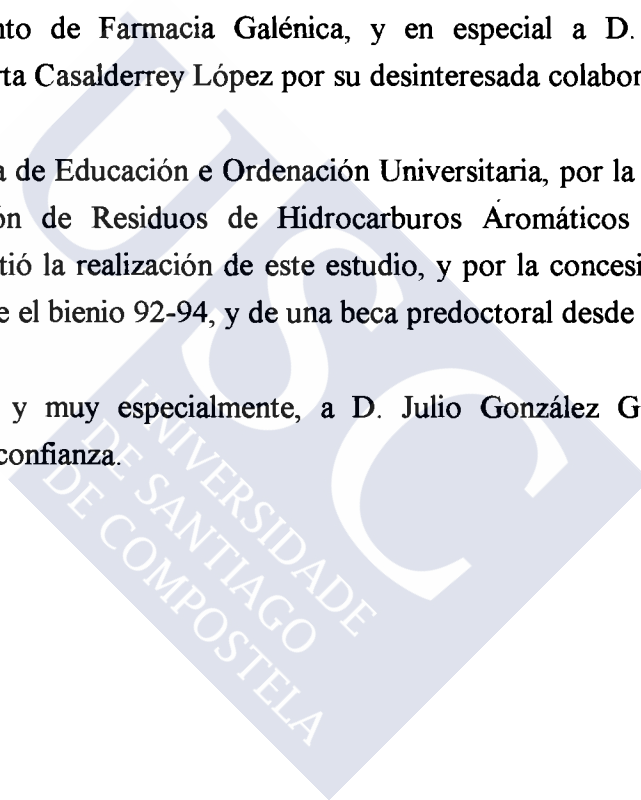 nto de Farmacia Galénica, y en especial a D.
rta Casalderrey López por su desinteresada colabor
a de Educación e Ordenación Universitaria, por la
ón de Residuos de Hidrocarburos Aromáticos
tió la realización de este estudio, y por la concesi
e el bienio 92-94, y de una beca predoctoral desde
y muy especialmente, a D. Julio González G
confianza.
USC
UNIVERSIDADE
DE SANTIAGO
DE COMPOSTELA